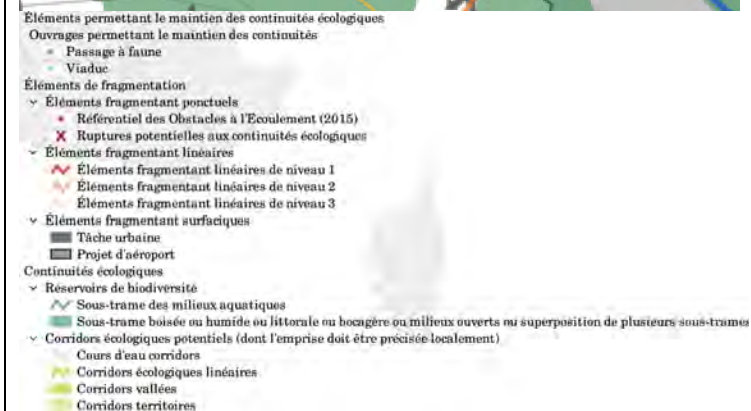 Éléments permettant le maintien des continuités écologiques
Ouvrages permettant le maintien des continuités
Passage à faune
Viaduc
Éléments de fragmentation
Éléments fragmentant ponctuels
Référentiel des Obstacles à l'Ecoulement (2015)
X Ruptures potentielles aux continuités écologiques
Éléments fragmentant linéaires
Éléments fragmentant linéaires de niveau 1
Éléments fragmentant linéaires de niveau 2
Éléments fragmentant linéaires de niveau 3
Éléments fragmentant surfaciques
Tâche urbaine
Projet d'aéroport
Continuités écologiques
Réservoirs de biodiversité
Sous-trame des milieux aquatiques
Sous-trame boisée ou humide ou littorale ou bocagère ou milieux ouverts ou superposition de plusieurs sous-trames
Corridors écologiques potentiels (dont l'emprise doit être précisée localement)
Cours d'eau corridors
Corridors écologiques linéaires
Corridors vallées
Corridors territoires